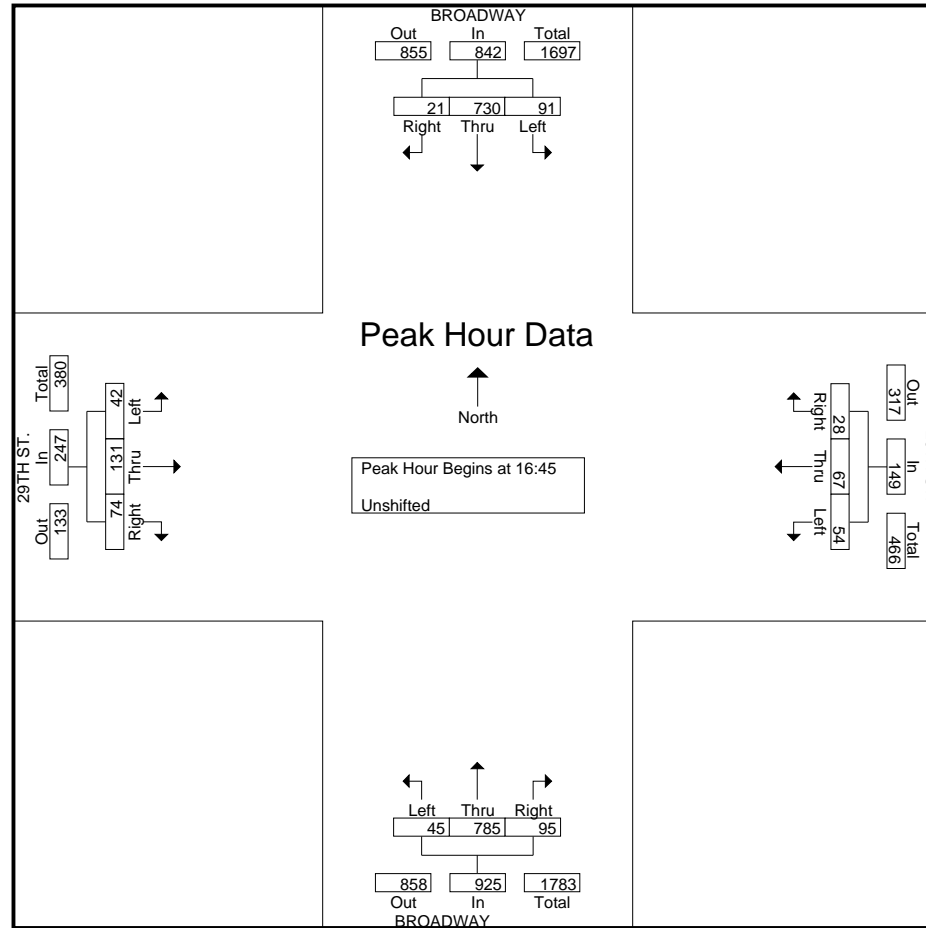 BROADWAY
Out In Total
855 842 1697
21 730 91
Right Thru Left
Peak Hour Data
North
Peak Hour Begins at 16:45
Unshifted
29TH ST.
Total In Out
380 247 133
42 131 74
Left Thru Right
Right Thru Left
28 67 54
Out In Total
317 149 466
Left Thru Right
45 785 95
858 925 1783
Out In Total
BROADWAY